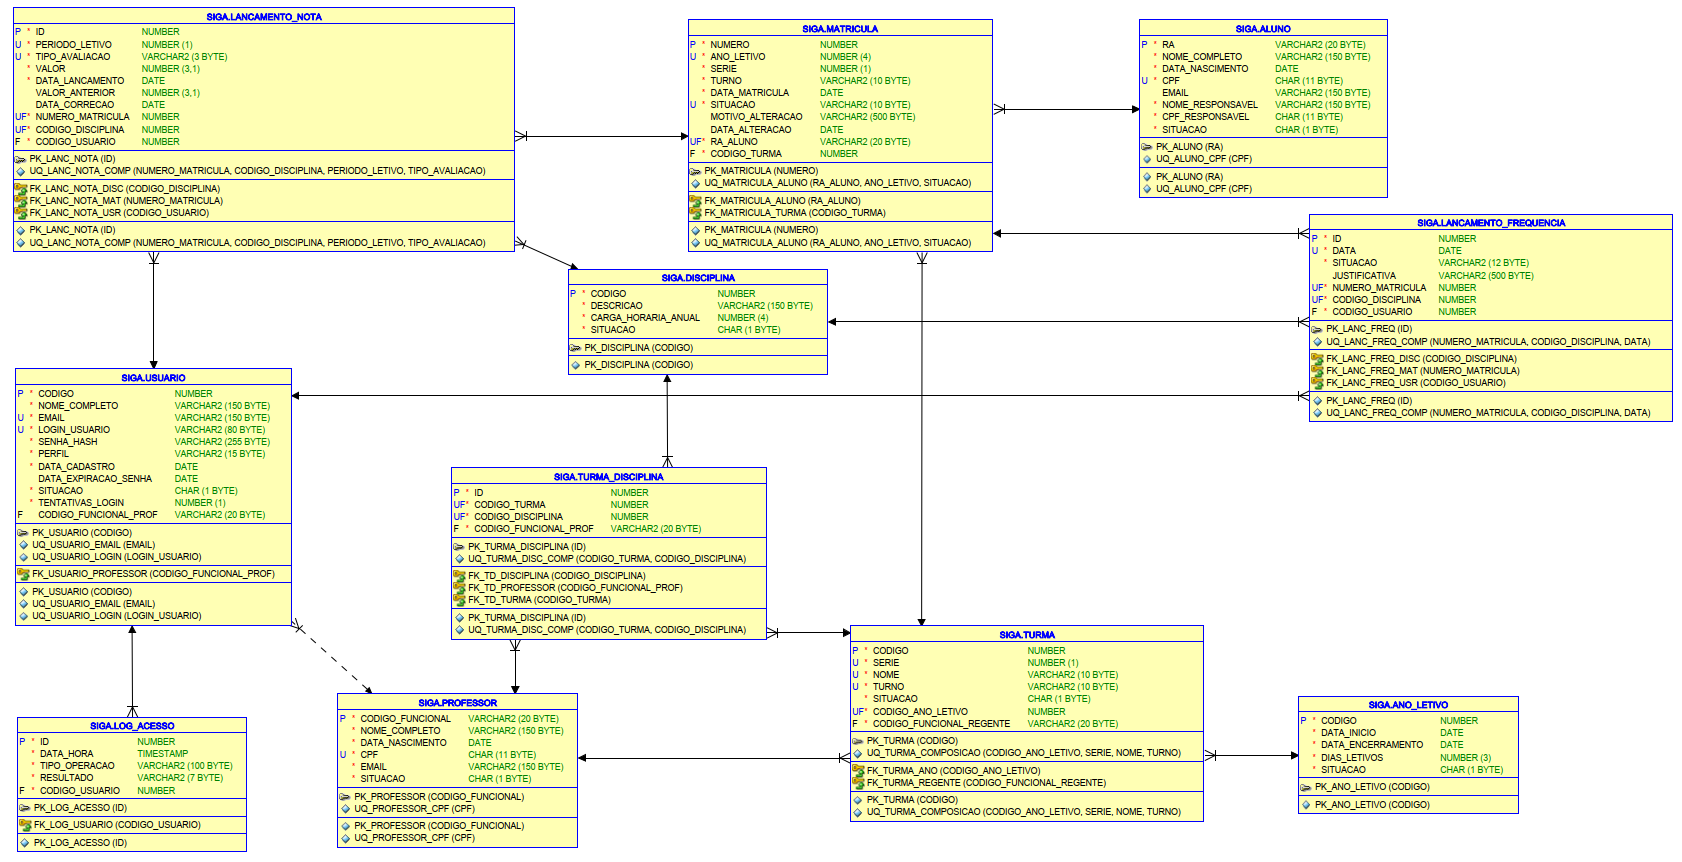 SIGA.LANCAMENTO_NOTA
P * ID NUMBER
U * PERIODO_LETIVO NUMBER (1)
U * TIPO_AVALIACAO VARCHAR2 (3 BYTE)
* VALOR NUMBER (3,1)
* DATA_LANCAMENTO DATE
VALOR_ANTERIOR NUMBER (3,1)
DATA_CORRECAO DATE
UF* NUMERO_MATRICULA NUMBER
UF* CODIGO_DISCIPLINA NUMBER
F * CODIGO_USUARIO NUMBER
PK_LANC_NOTA (ID)
UQ_LANC_NOTA_COMP (NUMERO_MATRICULA, CODIGO_DISCIPLINA, PERIODO_LETIVO, TIPO_AVALIACAO)
FK_LANC_NOTA_DISC (CODIGO_DISCIPLINA)
FK_LANC_NOTA_MAT (NUMERO_MATRICULA)
FK_LANC_NOTA_USR (CODIGO_USUARIO)
PK_LANC_NOTA (ID)
UQ_LANC_NOTA_COMP (NUMERO_MATRICULA, CODIGO_DISCIPLINA, PERIODO_LETIVO, TIPO_AVALIACAO)
SIGA.MATRICULA
P * NUMERO NUMBER
U * ANO_LETIVO NUMBER (4)
* SERIE NUMBER (1)
* TURNO VARCHAR2 (10 BYTE)
* DATA_MATRICULA DATE
U * SITUACAO VARCHAR2 (10 BYTE)
MOTIVO_ALTERACAO VARCHAR2 (500 BYTE)
DATA_ALTERACAO DATE
UF* RA_ALUNO VARCHAR2 (20 BYTE)
F * CODIGO_TURMA NUMBER
PK_MATRICULA (NUMERO)
UQ_MATRICULA_ALUNO (RA_ALUNO, ANO_LETIVO, SITUACAO)
FK_MATRICULA_ALUNO (RA_ALUNO)
FK_MATRICULA_TURMA (CODIGO_TURMA)
PK_MATRICULA (NUMERO)
UQ_MATRICULA_ALUNO (RA_ALUNO, ANO_LETIVO, SITUACAO)
SIGA.ALUNO
P * RA VARCHAR2 (20 BYTE)
* NOME_COMPLETO VARCHAR2 (150 BYTE)
* DATA_NASCIMENTO DATE
U * CPF CHAR (11 BYTE)
EMAIL VARCHAR2 (150 BYTE)
* NOME_RESPONSAVEL VARCHAR2 (150 BYTE)
* CPF_RESPONSAVEL CHAR (11 BYTE)
* SITUACAO CHAR (1 BYTE)
PK_ALUNO (RA)
UQ_ALUNO_CPF (CPF)
PK_ALUNO (RA)
UQ_ALUNO_CPF (CPF)
SIGA.LANCAMENTO_FREQUENCIA
P * ID NUMBER
U * DATA DATE
* SITUACAO VARCHAR2 (12 BYTE)
JUSTIFICATIVA VARCHAR2 (500 BYTE)
UF* NUMERO_MATRICULA NUMBER
UF* CODIGO_DISCIPLINA NUMBER
F * CODIGO_USUARIO NUMBER
PK_LANC_FREQ (ID)
UQ_LANC_FREQ_COMP (NUMERO_MATRICULA, CODIGO_DISCIPLINA, DATA)
FK_LANC_FREQ_DISC (CODIGO_DISCIPLINA)
FK_LANC_FREQ_MAT (NUMERO_MATRICULA)
FK_LANC_FREQ_USR (CODIGO_USUARIO)
PK_LANC_FREQ (ID)
UQ_LANC_FREQ_COMP (NUMERO_MATRICULA, CODIGO_DISCIPLINA, DATA)
SIGA.DISCIPLINA
P * CODIGO NUMBER
* DESCRICAO VARCHAR2 (150 BYTE)
* CARGA_HORARIA_ANUAL NUMBER (4)
* SITUACAO CHAR (1 BYTE)
PK_DISCIPLINA (CODIGO)
PK_DISCIPLINA (CODIGO)
SIGA.USUARIO
P * CODIGO NUMBER
* NOME_COMPLETO VARCHAR2 (150 BYTE)
U * EMAIL VARCHAR2 (150 BYTE)
U * LOGIN_USUARIO VARCHAR2 (80 BYTE)
* SENHA_HASH VARCHAR2 (255 BYTE)
* PERFIL VARCHAR2 (15 BYTE)
* DATA_CADASTRO DATE
DATA_EXPIRACAO_SENHA DATE
* SITUACAO CHAR (1 BYTE)
* TENTATIVAS_LOGIN NUMBER (1)
F CODIGO_FUNCIONAL_PROF VARCHAR2 (20 BYTE)
PK_USUARIO (CODIGO)
UQ_USUARIO_EMAIL (EMAIL)
UQ_USUARIO_LOGIN (LOGIN_USUARIO)
FK_USUARIO_PROFESSOR (CODIGO_FUNCIONAL_PROF)
PK_USUARIO (CODIGO)
UQ_USUARIO_EMAIL (EMAIL)
UQ_USUARIO_LOGIN (LOGIN_USUARIO)
SIGA.TURMA_DISCIPLINA
P * ID NUMBER
UF* CODIGO_TURMA NUMBER
UF* CODIGO_DISCIPLINA NUMBER
F * CODIGO_FUNCIONAL_PROF VARCHAR2 (20 BYTE)
PK_TURMA_DISCIPLINA (ID)
UQ_TURMA_DISC_COMP (CODIGO_TURMA, CODIGO_DISCIPLINA)
FK_TD_DISCIPLINA (CODIGO_DISCIPLINA)
FK_TD_PROFESSOR (CODIGO_FUNCIONAL_PROF)
FK_TD_TURMA (CODIGO_TURMA)
PK_TURMA_DISCIPLINA (ID)
UQ_TURMA_DISC_COMP (CODIGO_TURMA, CODIGO_DISCIPLINA)
SIGA.TURMA
P * CODIGO NUMBER
U * SERIE NUMBER (1)
U * NOME VARCHAR2 (10 BYTE)
U * TURNO VARCHAR2 (10 BYTE)
* SITUACAO CHAR (1 BYTE)
UF* CODIGO_ANO_LETIVO NUMBER
F * CODIGO_FUNCIONAL_REGENTE VARCHAR2 (20 BYTE)
PK_TURMA (CODIGO)
UQ_TURMA_COMPOSICAO (CODIGO_ANO_LETIVO, SERIE, NOME, TURNO)
FK_TURMA_ANO (CODIGO_ANO_LETIVO)
FK_TURMA_REGENTE (CODIGO_FUNCIONAL_REGENTE)
PK_TURMA (CODIGO)
UQ_TURMA_COMPOSICAO (CODIGO_ANO_LETIVO, SERIE, NOME, TURNO)
SIGA.PROFESSOR
P * CODIGO_FUNCIONAL VARCHAR2 (20 BYTE)
* NOME_COMPLETO VARCHAR2 (150 BYTE)
* DATA_NASCIMENTO DATE
U * CPF CHAR (11 BYTE)
* EMAIL VARCHAR2 (150 BYTE)
* SITUACAO CHAR (1 BYTE)
PK_PROFESSOR (CODIGO_FUNCIONAL)
UQ_PROFESSOR_CPF (CPF)
PK_PROFESSOR (CODIGO_FUNCIONAL)
UQ_PROFESSOR_CPF (CPF)
SIGA.ANO_LETIVO
P * CODIGO NUMBER
* DATA_INICIO DATE
* DATA_ENCERRAMENTO DATE
* DIAS_LETIVOS NUMBER (3)
* SITUACAO CHAR (1 BYTE)
PK_ANO_LETIVO (CODIGO)
PK_ANO_LETIVO (CODIGO)
SIGA.LOG_ACESSO
P * ID NUMBER
* DATA_HORA TIMESTAMP
* TIPO_OPERACAO VARCHAR2 (100 BYTE)
* RESULTADO VARCHAR2 (7 BYTE)
F * CODIGO_USUARIO NUMBER
PK_LOG_ACESSO (ID)
FK_LOG_USUARIO (CODIGO_USUARIO)
PK_LOG_ACESSO (ID)